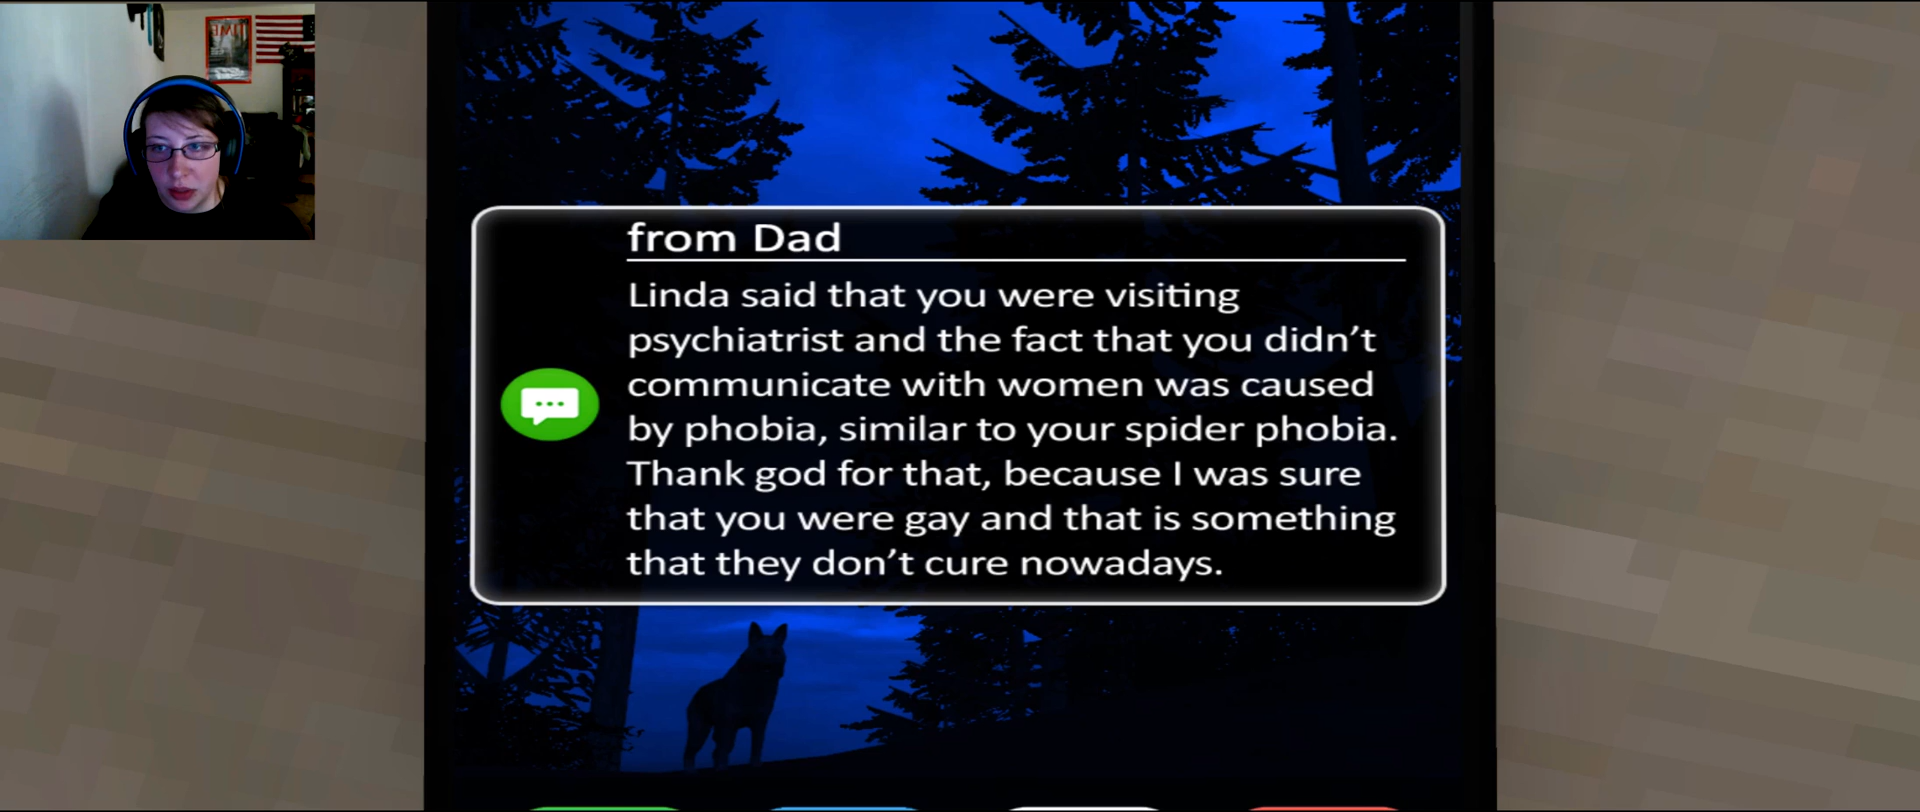 from Dad
Linda said that you were visiting
psychiatrist and the fact that you didn't
communicate with women was caused
by phobia, similar to your spider phobia.
Thank god for that, because I was sure
that you were gay and that is something
that they don't cure nowadays.